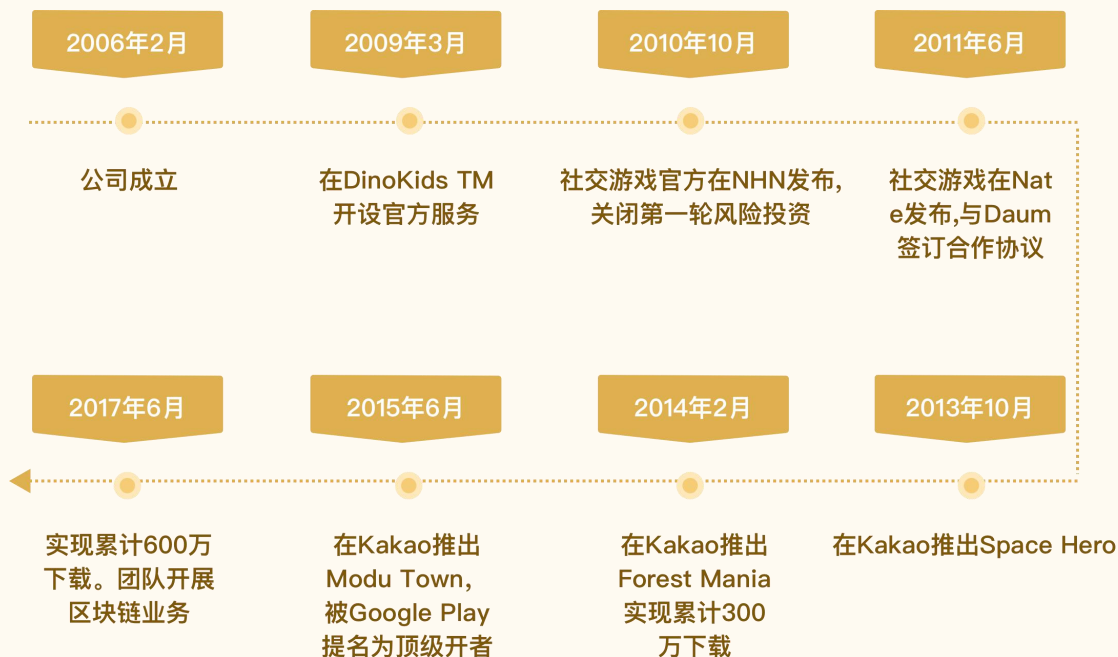 2006年2月
公司成立
2009年3月
在DinoKids TM
开设官方服务
2010年10月
社交游戏官方在NHN发布,
关闭第一轮风险投资
2011年6月
社交游戏在Nat
e发布,与Daum
签订合作协议
2013年10月
在Kakao推出Space Hero
2014年2月
在Kakao推出
Forest Mania
实现累计300
万下载
2015年6月
在Kakao推出
Modu Town,
被Google Play
提名为顶级开者
2017年6月
实现累计600万
下载。团队开展
区块链业务